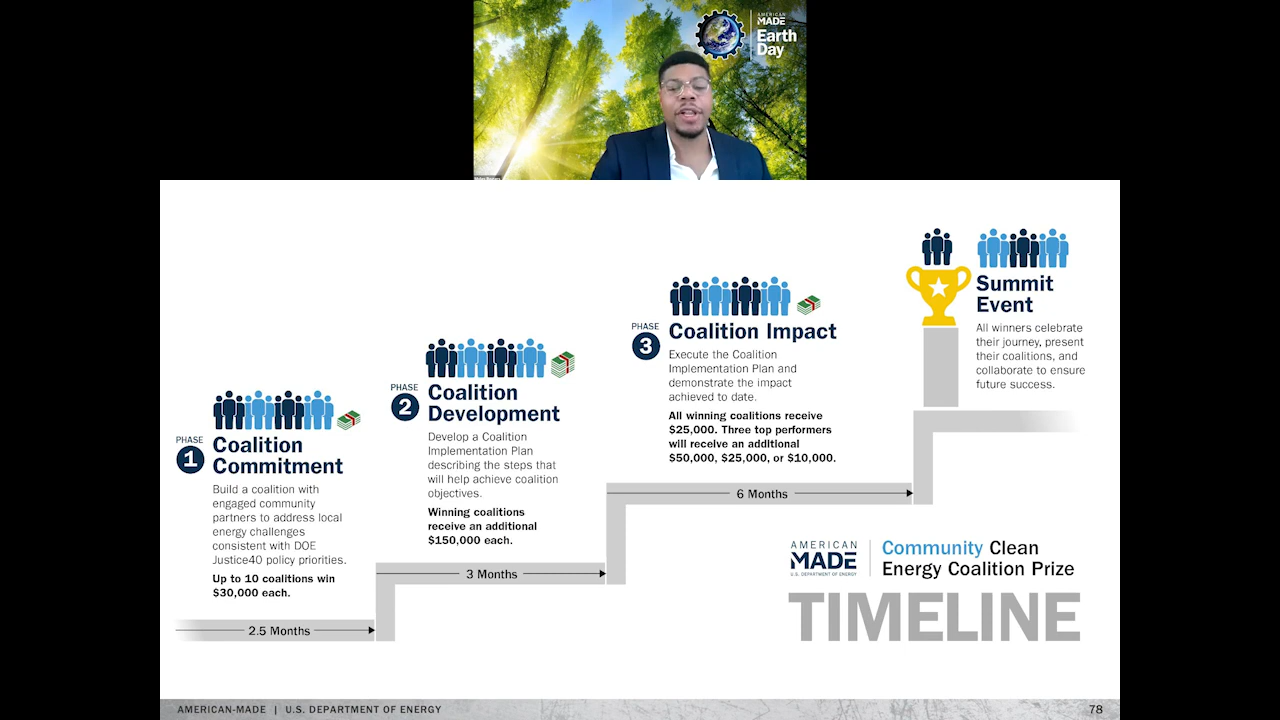 AMERICAN
MADE
Earth
Day
PHASE
1
Coalition
Commitment
Build a coalition with
engaged community
partners to address local
energy challenges
consistent with DOE
Justice40 policy priorities.
Up to 10 coalitions win
$30,000 each.
2.5 Months
PHASE
2
Coalition
Development
Develop a Coalition
Implementation Plan
describing the steps that
will help achieve coalition
objectives.
Winning coalitions
receive an additional
$150,000 each.
3 Months
PHASE
3
Coalition Impact
Execute the Coalition
Implementation Plan and
demonstrate the impact
achieved to date.
All winning coalitions receive
$25,000. Three top performers
will receive an additional
$50,000, $25,000, or $10,000.
6 Months
Summit
Event
All winners celebrate
their journey, present
their coalitions, and
collaborate to ensure
future success.
AMERICAN
MADE
U.S. DEPARTMENT OF ENERGY
Community Clean
Energy Coalition Prize
TIMELINE
AMERICAN-MADE | U.S. DEPARTMENT OF ENERGY
78